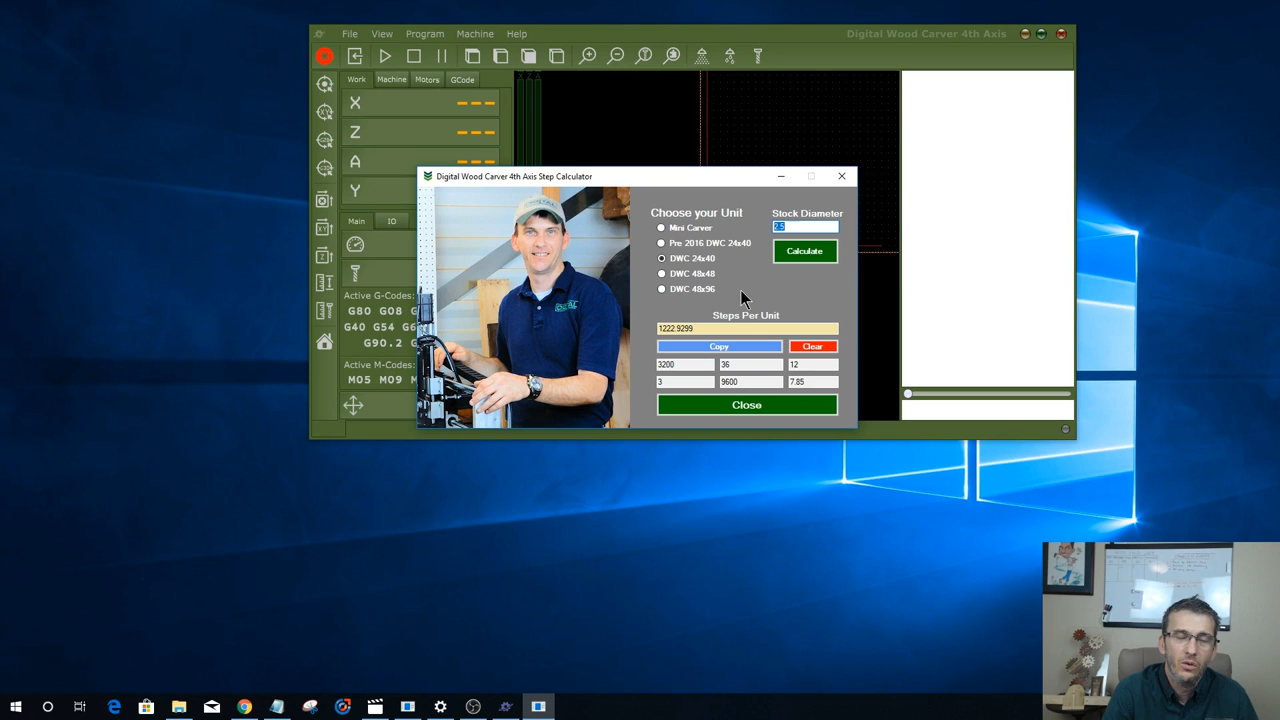 File View Program Machine Help
Digital Wood Carver 4th Axis
Work Machine Motors GCode
X ---
Z ---
A ---
Y
X Z A
Main IO
Active G-Codes:
G80 G08
G40 G54 G6
G90.2
Active M-Codes:
M05 M09
Digital Wood Carver 4th Axis Step Calculator
Choose your Unit
Mini Carver
Pre 2016 DWC 24x40
DWC 24x40
DWC 48x48
DWC 48x96
Stock Diameter
2.5
Calculate
Steps Per Unit
1222.9299
Copy Clear
3200 36 12
3 9600 7.85
Close